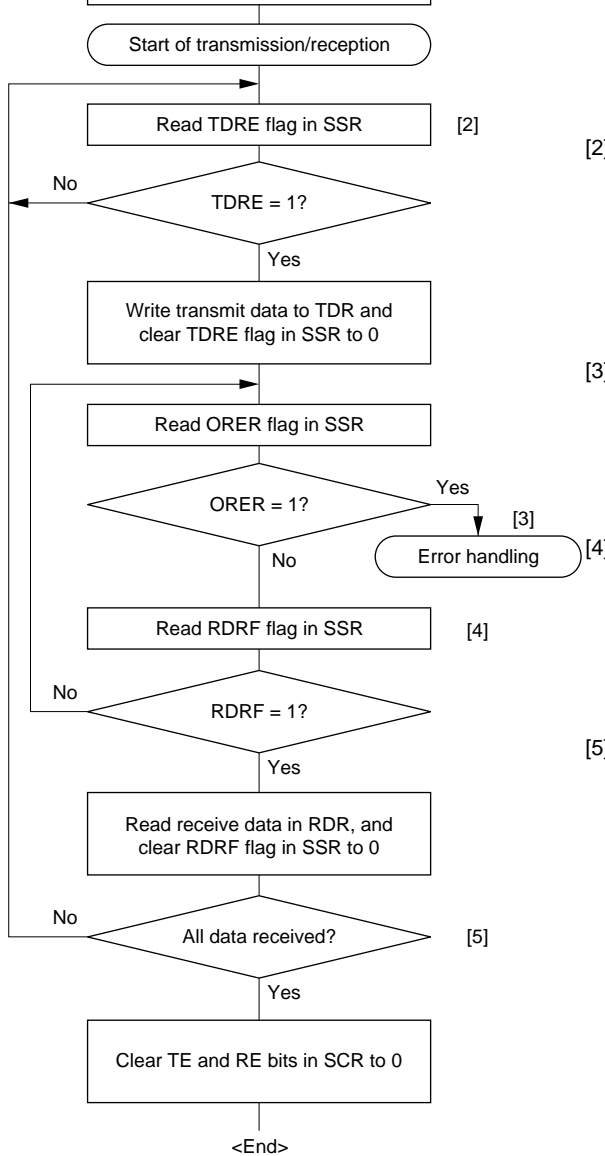 Start of transmission/reception
Read TDRE flag in SSR
[2]
[2]
No
TDRE = 1?
Yes
Write transmit data to TDR and
clear TDRE flag in SSR to 0
[3]
Read ORER flag in SSR
ORER = 1?
Yes
[3]
Error handling
[4]
No
Read RDRF flag in SSR
[4]
No
RDRF = 1?
[5]
Yes
Read receive data in RDR, and
clear RDRF flag in SSR to 0
No
All data received?
[5]
Yes
Clear TE and RE bits in SCR to 0
<End>